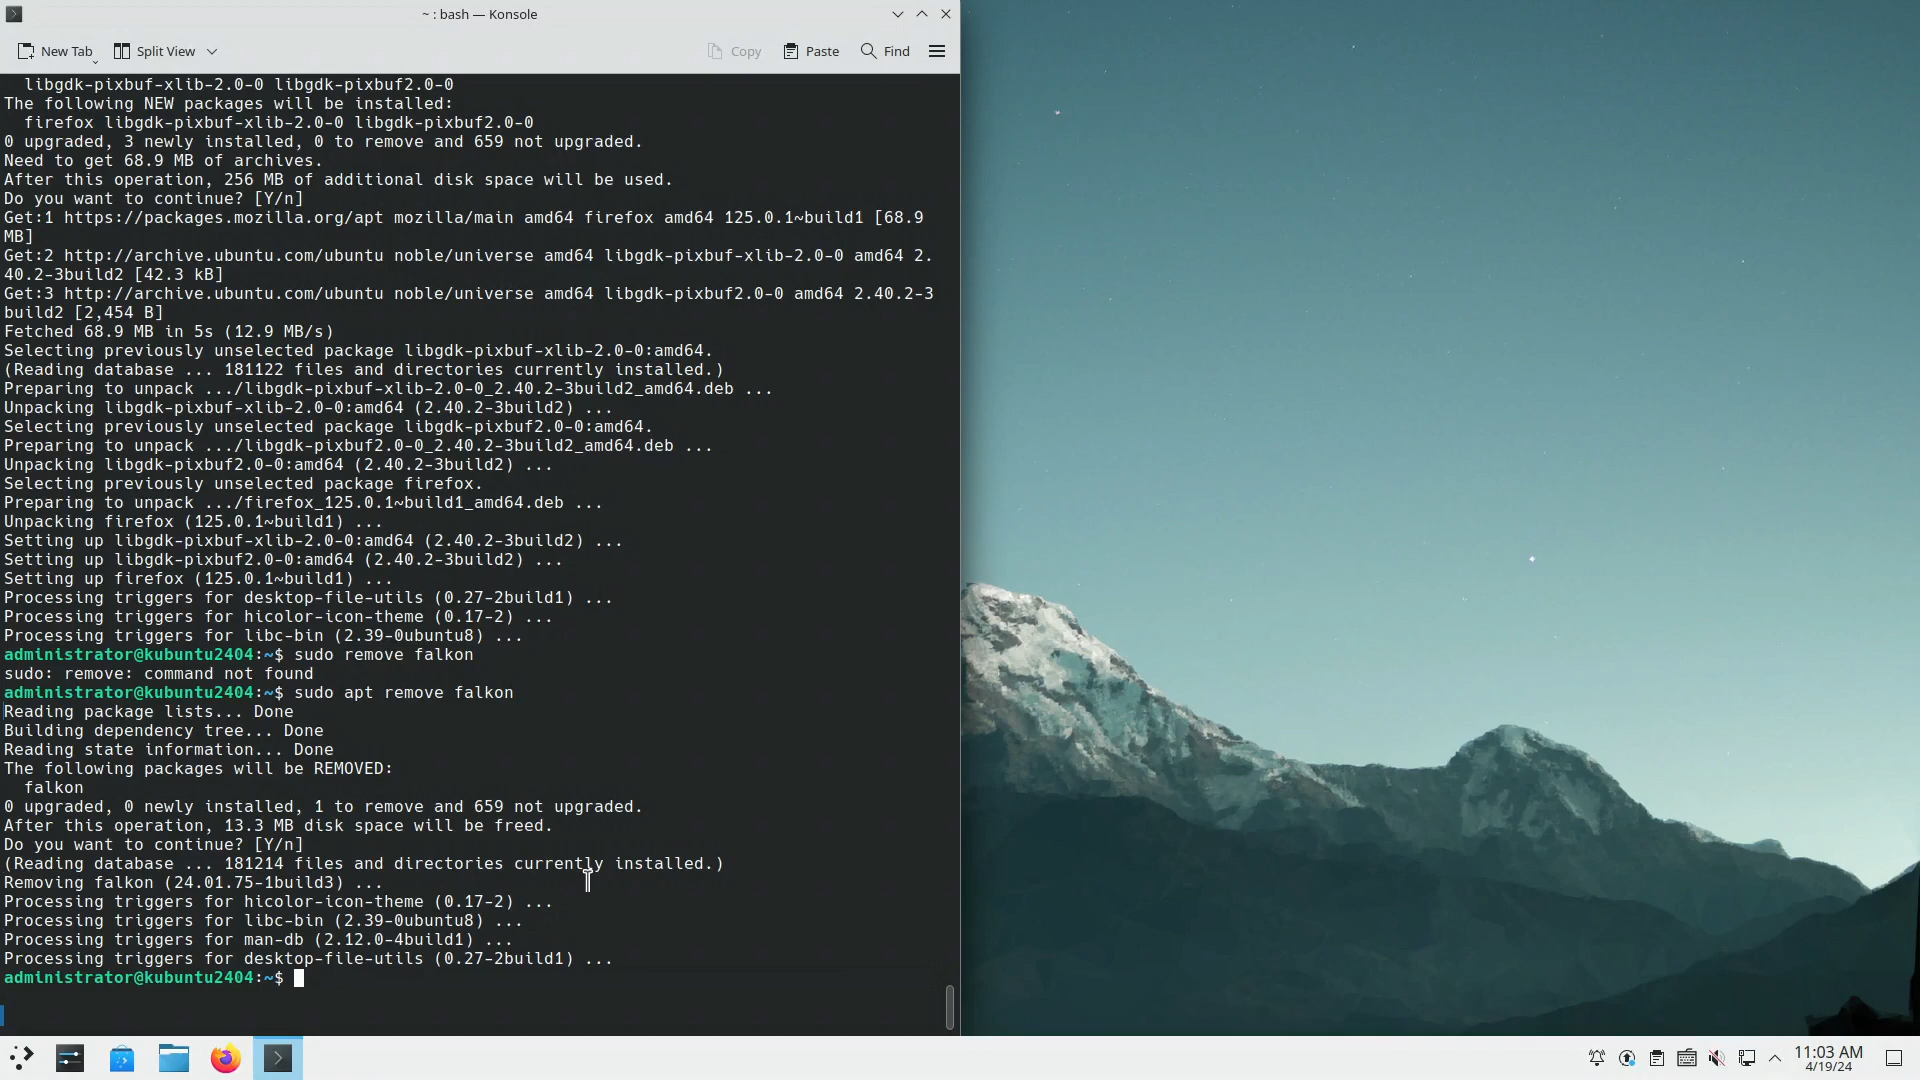 ~ : bash — Konsole
New Tab Split View Copy Paste Find
libgdk-pixbuf-xlib-2.0-0 libgdk-pixbuf2.0-0
The following NEW packages will be installed:
firefox libgdk-pixbuf-xlib-2.0-0 libgdk-pixbuf2.0-0
0 upgraded, 3 newly installed, 0 to remove and 659 not upgraded.
Need to get 68.9 MB of archives.
After this operation, 256 MB of additional disk space will be used.
Do you want to continue? [Y/n]
Get:1 https://packages.mozilla.org/apt mozilla/main amd64 firefox amd64 125.0.1~build1 [68.9
MB]
Get:2 http://archive.ubuntu.com/ubuntu noble/universe amd64 libgdk-pixbuf-xlib-2.0-0 amd64 2.
40.2-3build2 [42.3 kB]
Get:3 http://archive.ubuntu.com/ubuntu noble/universe amd64 libgdk-pixbuf2.0-0 amd64 2.40.2-3
build2 [2,454 B]
Fetched 68.9 MB in 5s (12.9 MB/s)
Selecting previously unselected package libgdk-pixbuf-xlib-2.0-0:amd64.
(Reading database ... 181122 files and directories currently installed.)
Preparing to unpack .../libgdk-pixbuf-xlib-2.0-0_2.40.2-3build2_amd64.deb ...
Unpacking libgdk-pixbuf-xlib-2.0-0:amd64 (2.40.2-3build2) ...
Selecting previously unselected package libgdk-pixbuf2.0-0:amd64.
Preparing to unpack .../libgdk-pixbuf2.0-0_2.40.2-3build2_amd64.deb ...
Unpacking libgdk-pixbuf2.0-0:amd64 (2.40.2-3build2) ...
Selecting previously unselected package firefox.
Preparing to unpack .../firefox_125.0.1~build1_amd64.deb ...
Unpacking firefox (125.0.1~build1) ...
Setting up libgdk-pixbuf-xlib-2.0-0:amd64 (2.40.2-3build2) ...
Setting up libgdk-pixbuf2.0-0:amd64 (2.40.2-3build2) ...
Setting up firefox (125.0.1~build1) ...
Processing triggers for desktop-file-utils (0.27-2build1) ...
Processing triggers for hicolor-icon-theme (0.17-2) ...
Processing triggers for libc-bin (2.39-0ubuntu8) ...
administrator@kubuntu2404:~$ sudo remove falkon
sudo: remove: command not found
administrator@kubuntu2404:~$ sudo apt remove falkon
Reading package lists... Done
Building dependency tree... Done
Reading state information... Done
The following packages will be REMOVED:
falkon
0 upgraded, 0 newly installed, 1 to remove and 659 not upgraded.
After this operation, 13.3 MB disk space will be freed.
Do you want to continue? [Y/n]
(Reading database ... 181214 files and directories currently installed.)
Removing falkon (24.01.75-1build3) ...
Processing triggers for hicolor-icon-theme (0.17-2) ...
Processing triggers for libc-bin (2.39-0ubuntu8) ...
Processing triggers for man-db (2.12.0-4build1) ...
Processing triggers for desktop-file-utils (0.27-2build1) ...
administrator@kubuntu2404:~$
11:03 AM
4/19/24